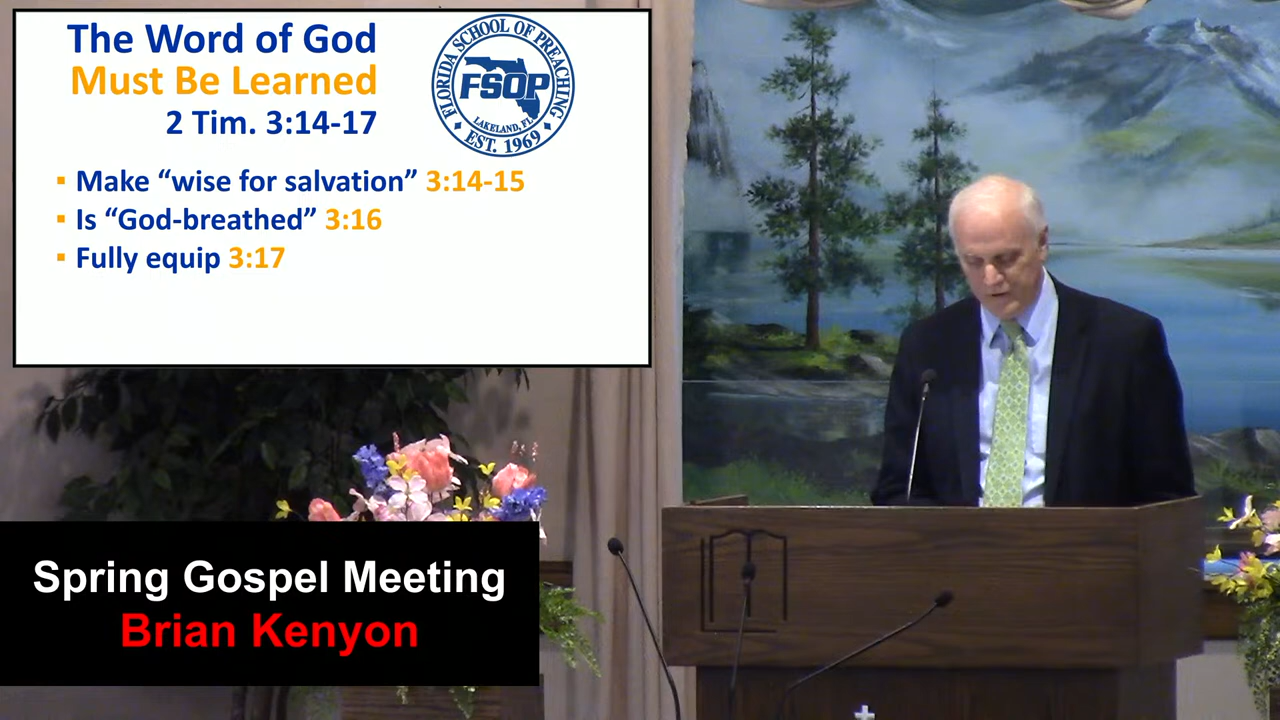 The Word of God
Must Be Learned
2 Tim. 3:14-17
FLORIDA SCHOOL OF PREACHING
FSOP
LAKELAND, FL
EST. 1969
▪ Make “wise for salvation” 3:14-15
▪ Is “God-breathed” 3:16
▪ Fully equip 3:17
Spring Gospel Meeting
Brian Kenyon